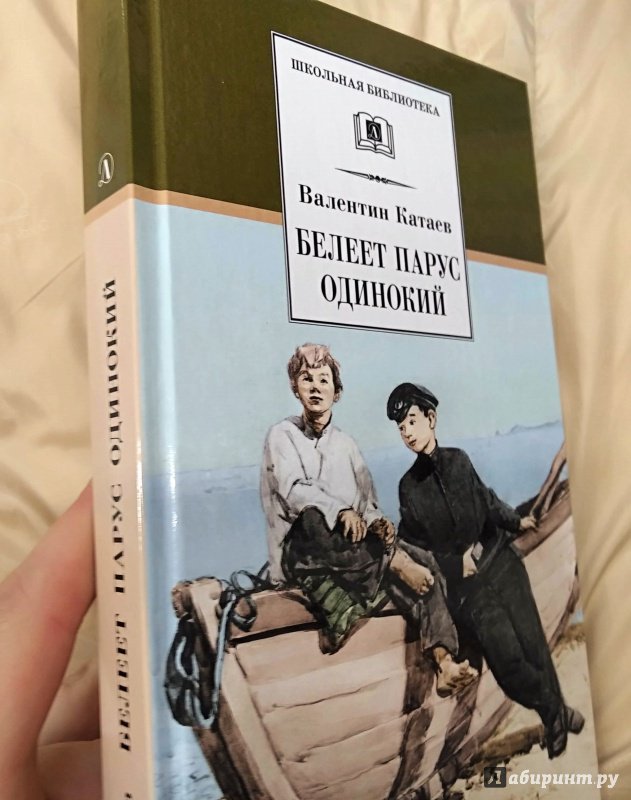 ШКОЛЬНАЯ БИБЛИОТЕКА
Валентин Катаев
БЕЛЕЕТ ПАРУС
ОДИНОКИЙ
БЕЛЕЕТ ПАРУС ОДИНОКИЙ
Лабиринт.ру